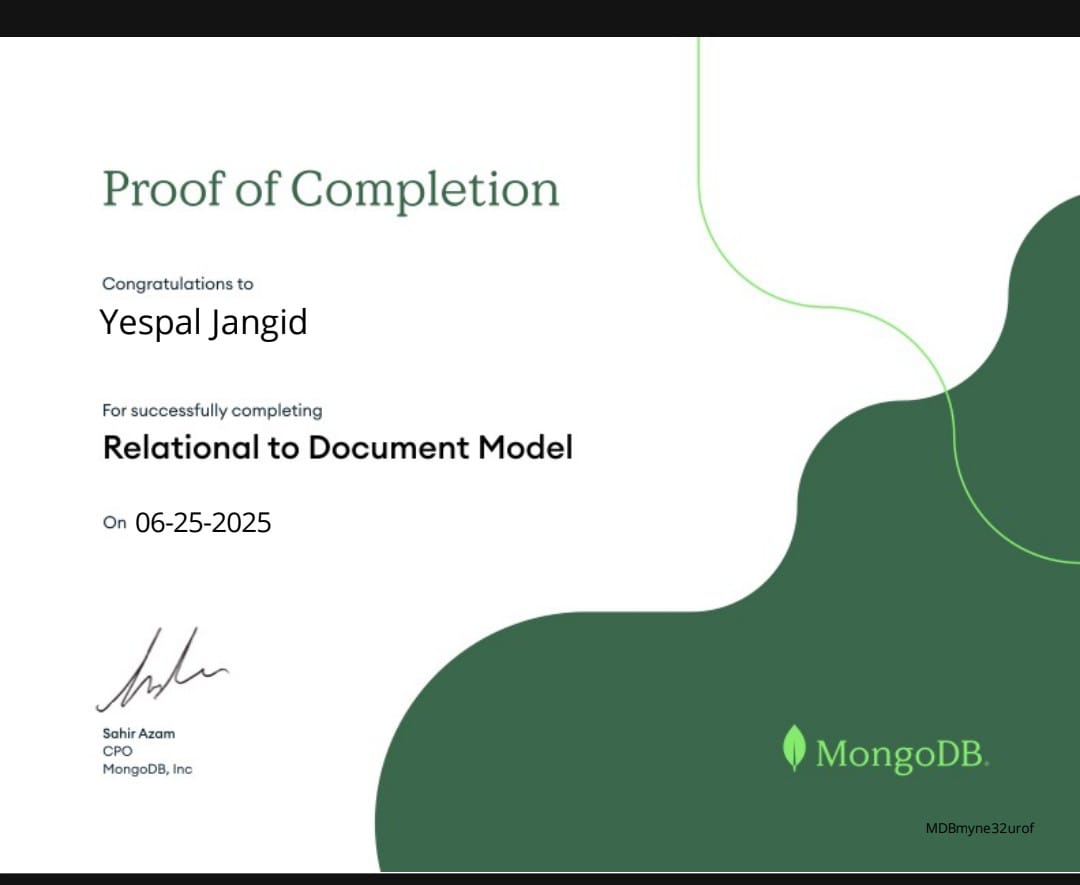 Proof of Completion
Congratulations to
Yespal Jangid
For successfully completing
Relational to Document Model
On 06-25-2025
Sahir Azam
CPO
MongoDB, Inc
MongoDB.
MDBmyne32urof